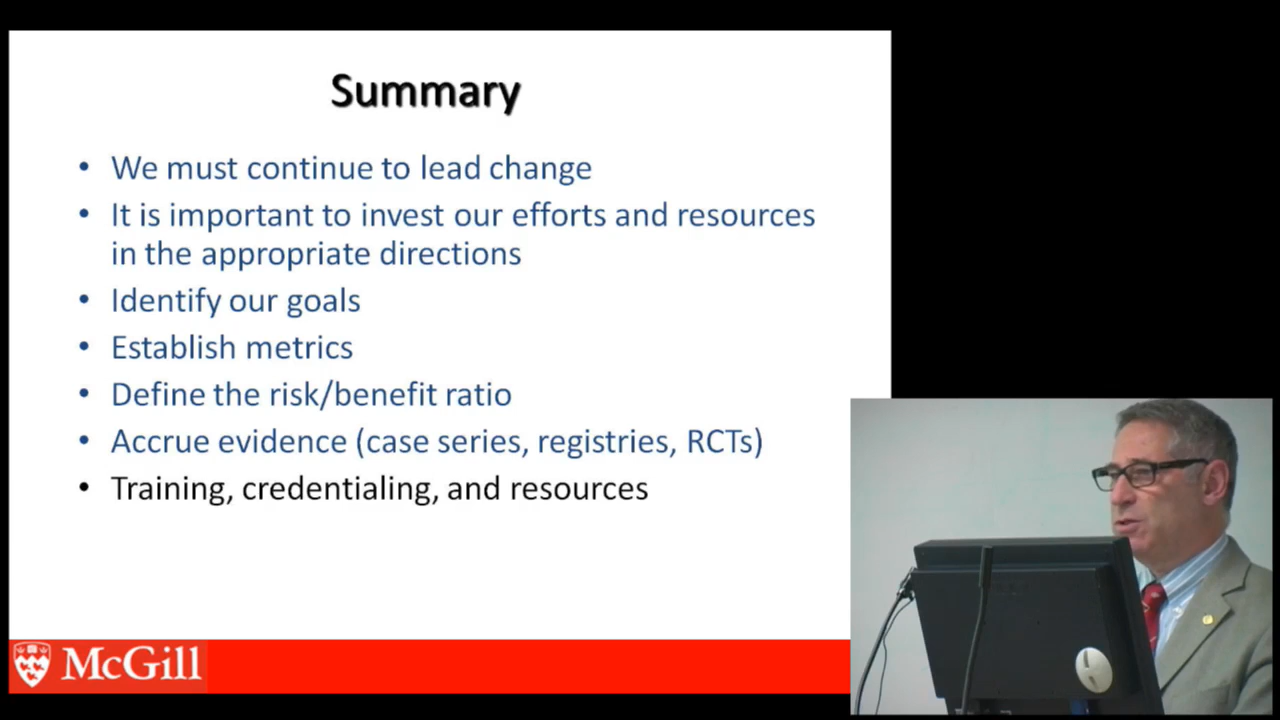 Summary
• We must continue to lead change
• It is important to invest our efforts and resources
in the appropriate directions
• Identify our goals
• Establish metrics
• Define the risk/benefit ratio
• Accrue evidence (case series, registries, RCTs)
• Training, credentialing, and resources
McGill